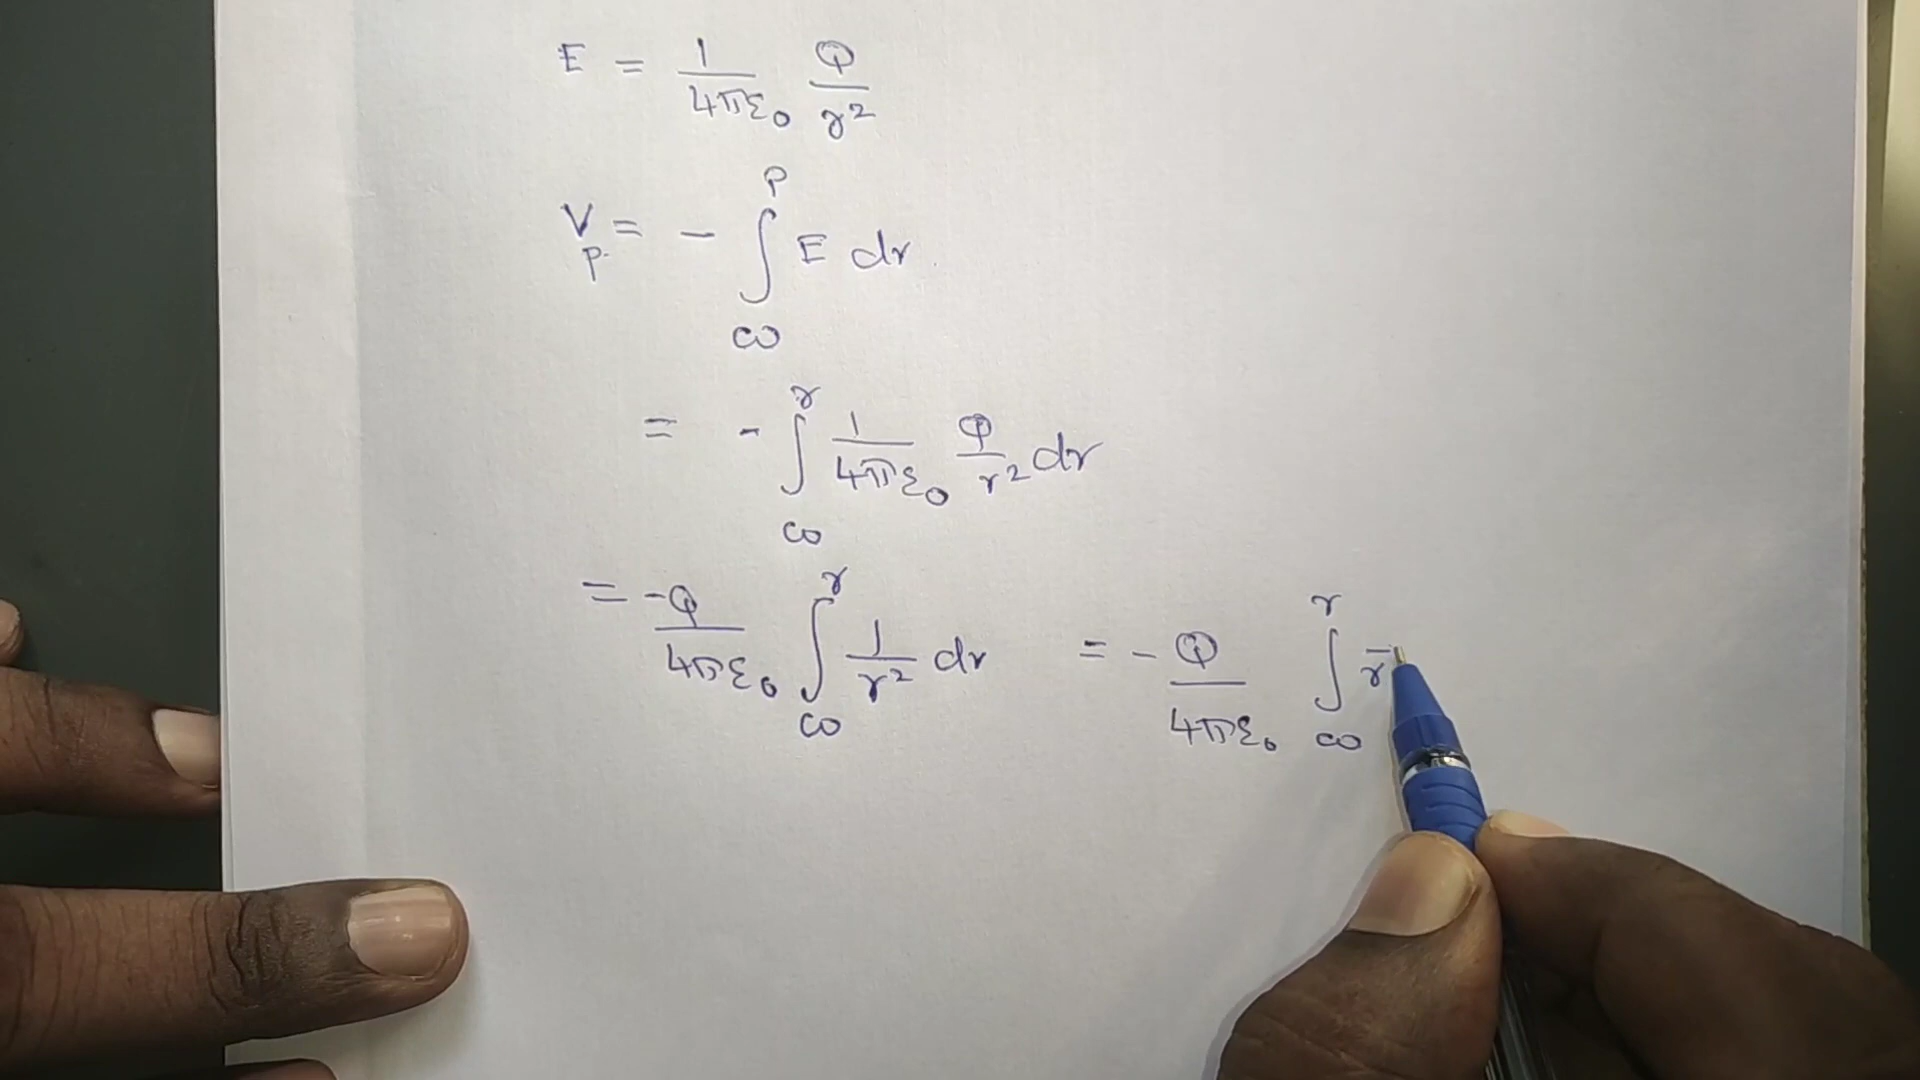 E = 1/4πε₀ Q/r²
V_P = - ∫_∞^P E dr
= - ∫_∞^r 1/4πε₀ Q/r² dr
= -Q/4πε₀ ∫_∞^r 1/r² dr = - Q/4πε₀ ∫_∞^r r⁻